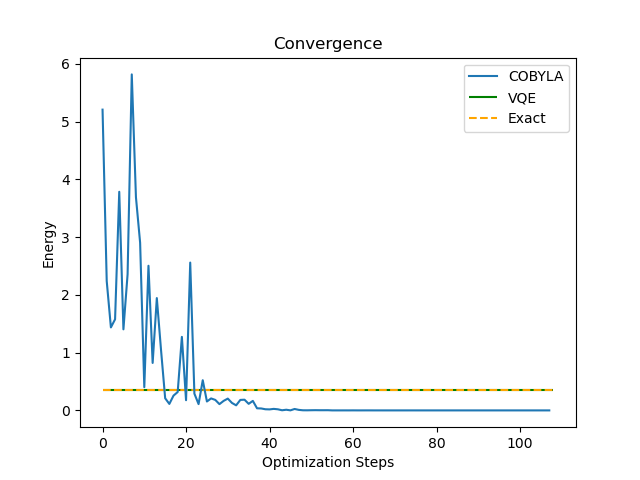 Convergence
COBYLA
VQE
Exact
Energy
6
5
4
3
2
1
0
0 20 40 60 80 100
Optimization Steps